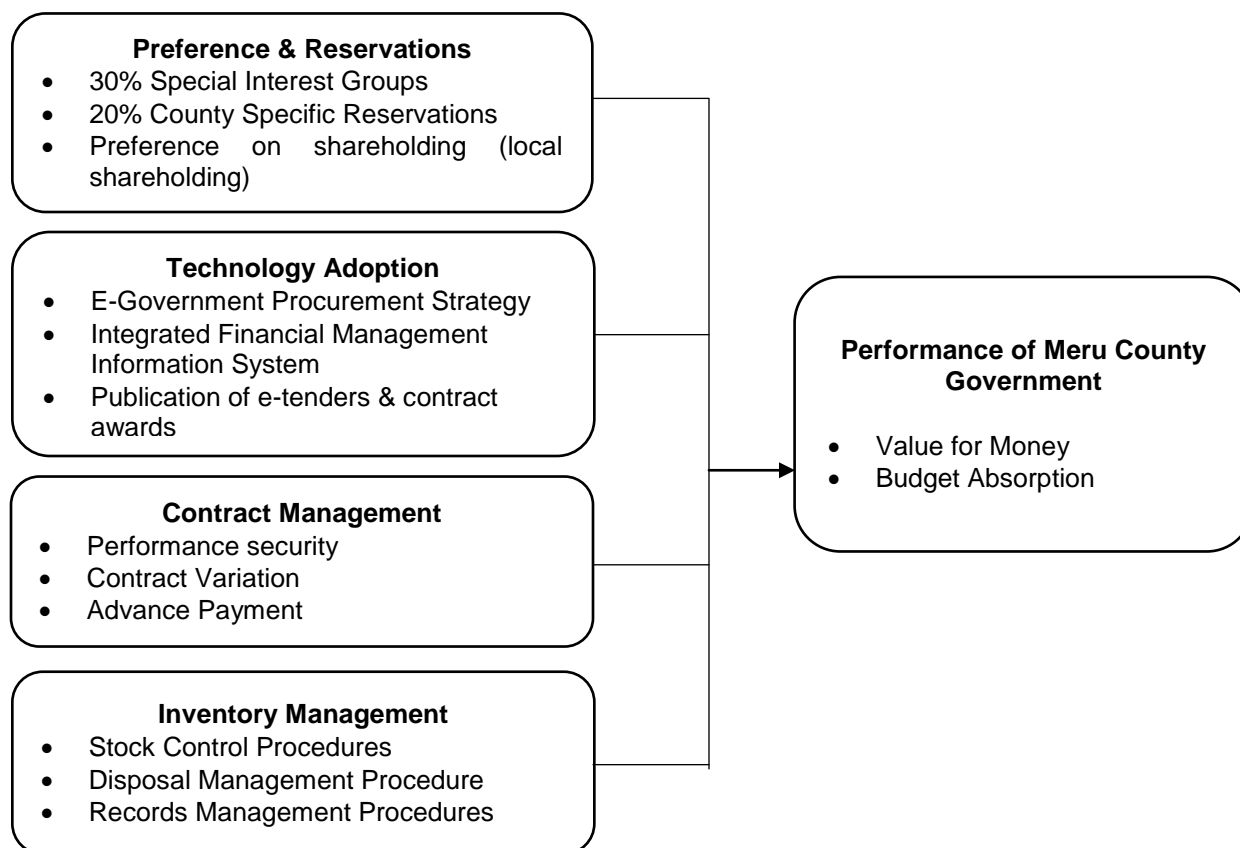 Preference & Reservations
• 30% Special Interest Groups
• 20% County Specific Reservations
• Preference on shareholding (local
shareholding)
Technology Adoption
• E-Government Procurement Strategy
• Integrated Financial Management
Information System
• Publication of e-tenders & contract
awards
Contract Management
• Performance security
• Contract Variation
• Advance Payment
Inventory Management
• Stock Control Procedures
• Disposal Management Procedure
• Records Management Procedures
Performance of Meru County
Government
• Value for Money
• Budget Absorption